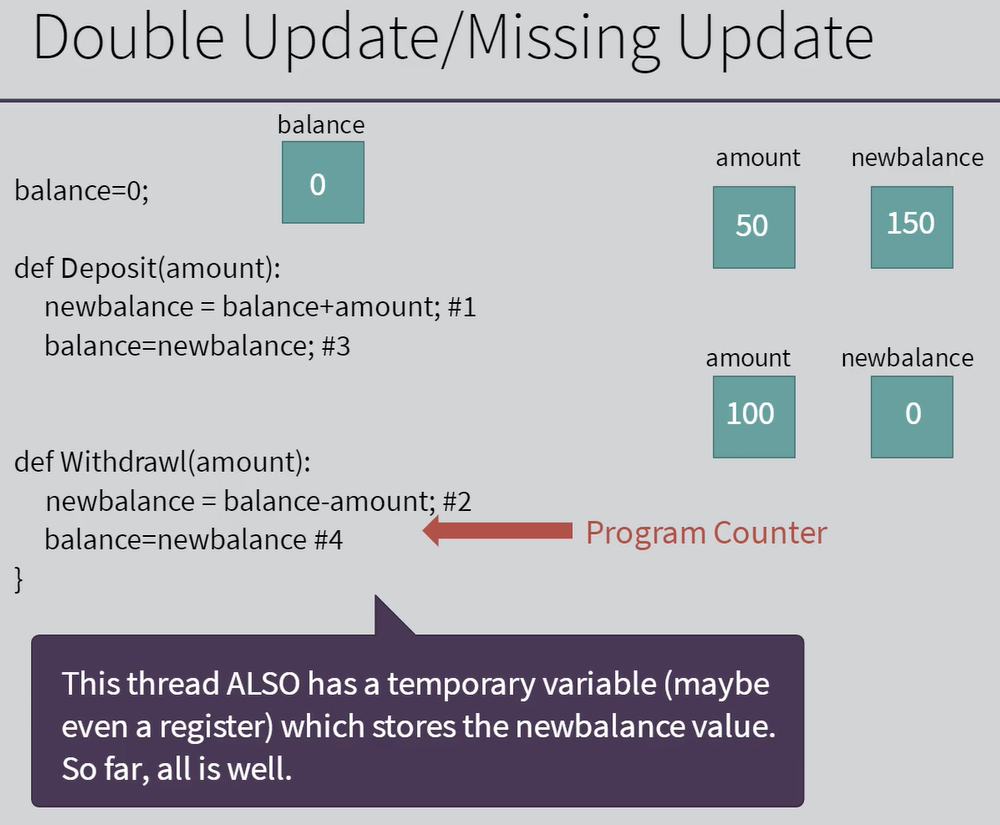 Double Update/Missing Update
balance
0
balance=0;
amount
newbalance
50
150
def Deposit(amount):
newbalance = balance+amount; #1
balance=newbalance; #3
amount
newbalance
100
0
def Withdrawl(amount):
newbalance = balance-amount; #2
balance=newbalance #4
Program Counter
}
This thread ALSO has a temporary variable (maybe
even a register) which stores the newbalance value.
So far, all is well.